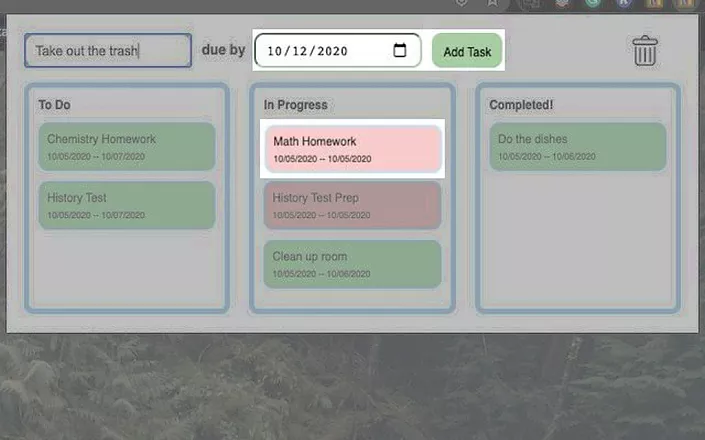 Take out the trash
due by
10/12/2020
Add Task
To Do
Chemistry Homework
10/05/2020 -- 10/07/2020
History Test
10/05/2020 -- 10/07/2020
In Progress
Math Homework
10/05/2020 -- 10/05/2020
History Test Prep
10/05/2020 -- 10/05/2020
Clean up room
10/05/2020 -- 10/06/2020
Completed!
Do the dishes
10/05/2020 -- 10/06/2020